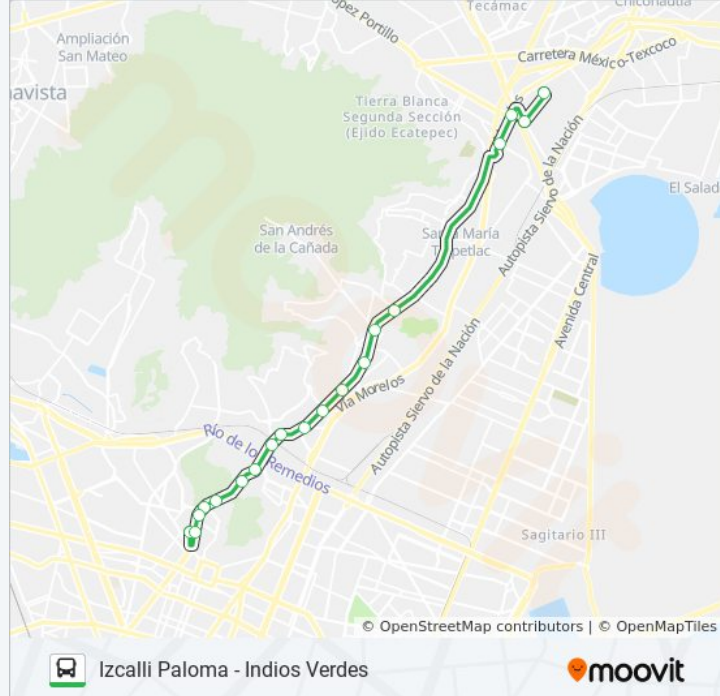 López Portillo
Tecámac
Chiconautla
Ampliación
San Mateo
Carretera México-Texcoco
navista
Tierra Blanca
Segunda Sección
(Ejido Ecatepec)
Autopista Siervo de la Nación
El Salad
San Andrés
de la Cañada
Santa María
Tulpetlac
Avenida Central
Autopista Siervo de la Nación
Vía Morelos
Río de los Remedios
Sagitario III
© OpenStreetMap contributors | © OpenMapTiles
Izcalli Paloma - Indios Verdes
moovit